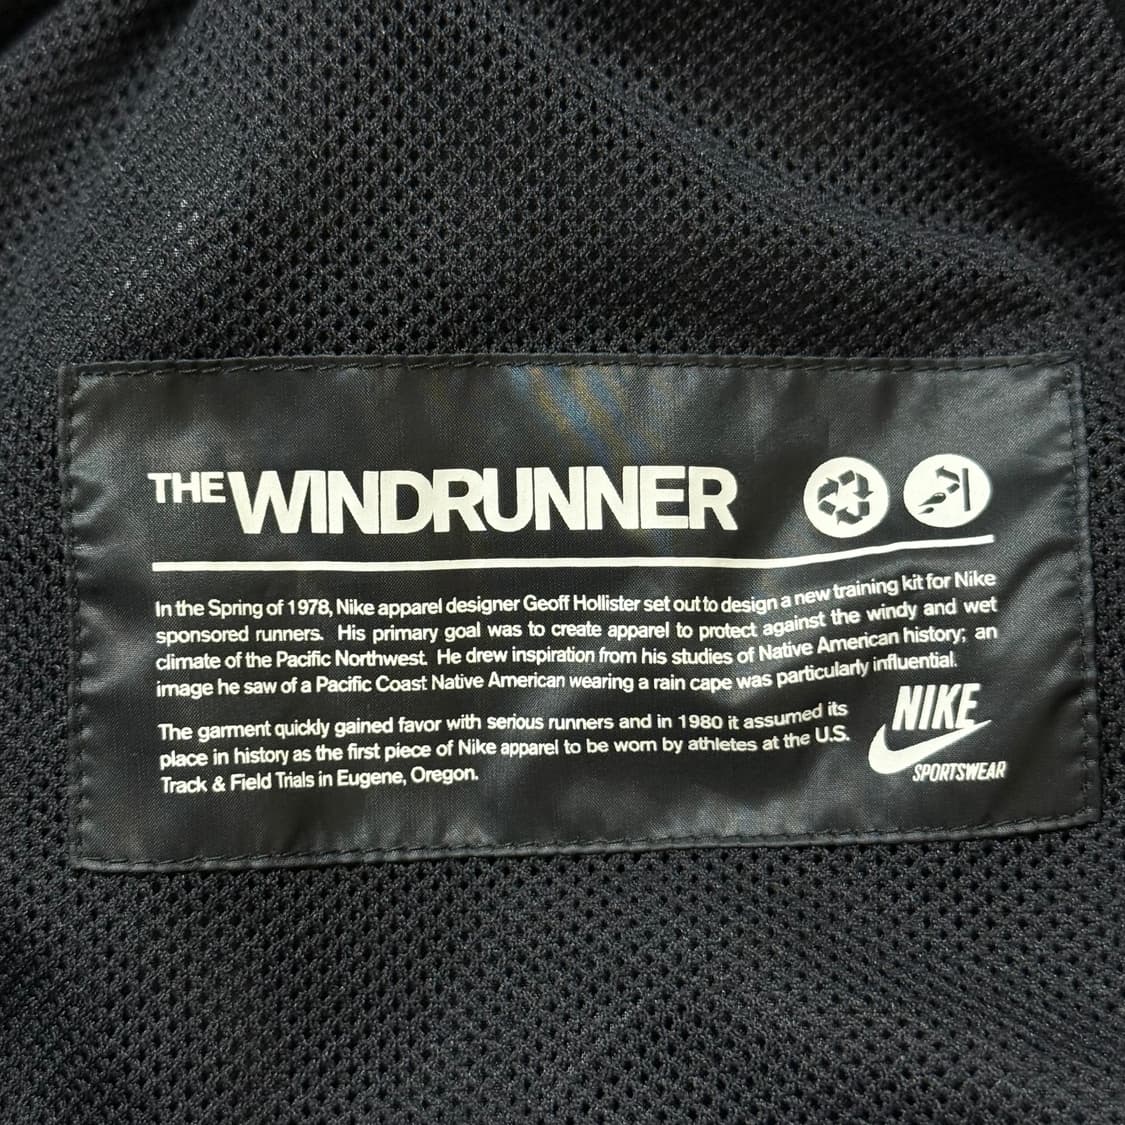 THE WINDRUNNER
In the Spring of 1978, Nike apparel designer Geoff Hollister set out to design a new training kit for Nike
sponsored runners. His primary goal was to create apparel to protect against the windy and wet
climate of the Pacific Northwest. He drew inspiration from his studies of Native American history; an
image he saw of a Pacific Coast Native American wearing a rain cape was particularly influential.
The garment quickly gained favor with serious runners and in 1980 it assumed its
place in history as the first piece of Nike apparel to be worn by athletes at the U.S.
Track & Field Trials in Eugene, Oregon.
NIKE
SPORTSWEAR